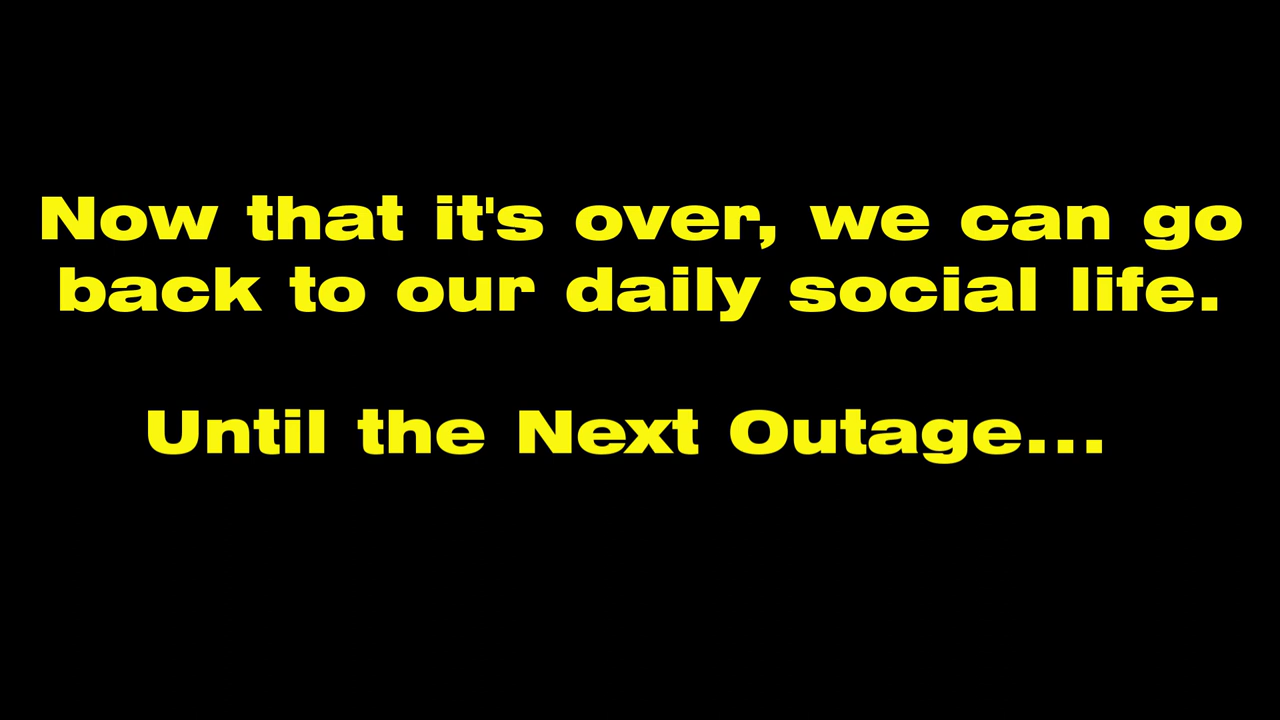 Now that it's over, we can go
back to our daily social life.
Until the Next Outage...